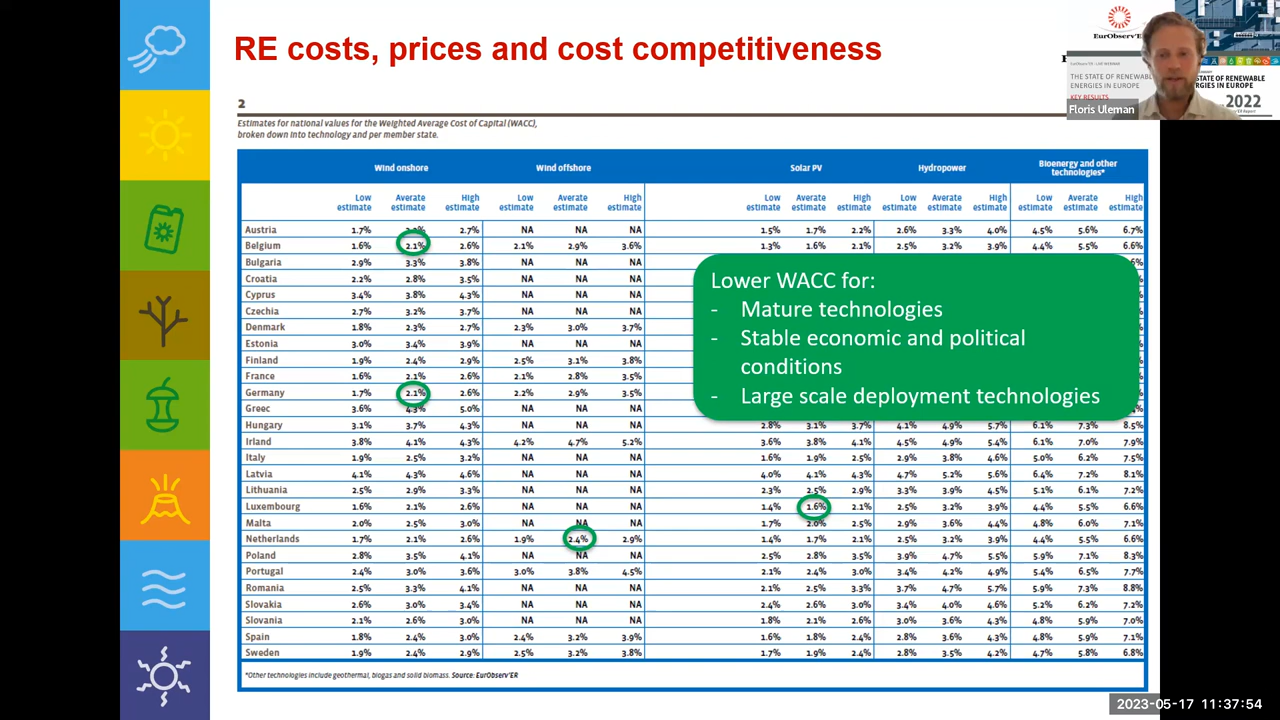 RE costs, prices and cost competitiveness
EurObserv'ER
EurObserv'ER - LIVE WEBINAR
THE STATE OF RENEWABLE
ENERGIES IN EUROPE
KEY RESULTS
STATE OF RENEWABLE
ERGIES IN EUROPE
2022
Floris Uleman
2
Estimates for national values for the Weighted Average Cost of Capital (WACC),
broken down into technology and per member state.
Wind onshore Wind offshore Solar PV Hydropower Bioenergy and other
technologies*
Low Averate High Low Averate High Low Averate High Low Averate High Low Averate High
estimate estimate estimate estimate estimate estimate estimate estimate estimate estimate estimate estimate estimate estimate estimate
Austria 1.7% 2.7% NA NA NA 1.5% 1.7% 2.2% 2.6% 3.3% 4.0% 4.5% 5.6% 6.7%
Belgium 1.6% 2.1% 2.6% 2.1% 2.9% 3.6% 1.3% 1.6% 2.1% 2.5% 3.2% 3.9% 4.4% 5.5% 6.6%
Bulgaria 2.9% 3.3% 3.8% NA NA NA
Croatia 2.2% 2.8% 3.5% NA NA NA
Cyprus 3.4% 3.8% 4.3% NA NA NA
Czechia 2.7% 3.2% 3.7% NA NA NA
Denmark 1.8% 2.3% 2.7% 2.3% 3.0% 3.7%
Estonia 3.0% 3.4% 3.9% NA NA NA
Finland 1.9% 2.4% 2.9% 2.5% 3.1% 3.8%
France 1.6% 2.1% 2.6% 2.1% 2.8% 3.5%
Germany 1.7% 2.1% 2.6% 2.2% 2.9% 3.5%
Greec 3.6% 4.3% 5.0% NA NA NA
Lower WACC for:
- Mature technologies
- Stable economic and political
conditions
- Large scale deployment technologies
Hungary 3.1% 3.7% 4.3% NA NA NA 2.8% 3.1% 3.7% 4.1% 4.9% 5.7% 6.1% 7.3% 8.5%
Irland 3.8% 4.1% 4.3% 4.2% 4.7% 5.2% 3.6% 3.8% 4.1% 4.5% 4.9% 4.3% 6.1% 7.0% 7.9%
Italy 1.9% 2.5% 3.2% NA NA NA 1.6% 1.9% 2.5% 2.9% 3.8% 4.6% 5.0% 6.2% 7.5%
Latvia 4.1% 4.3% 4.6% NA NA NA 4.0% 4.1% 4.3% 4.7% 5.2% 5.6% 6.4% 7.2% 8.1%
Lithuania 2.5% 2.9% 3.3% NA NA NA 2.3% 2.5% 2.9% 3.3% 3.9% 4.5% 5.1% 6.1% 7.2%
Luxembourg 1.6% 2.1% 2.6% NA NA NA 1.4% 1.6% 2.1% 2.5% 3.2% 3.9% 4.4% 5.5% 6.6%
Malta 2.0% 2.5% 3.0% NA NA NA 1.7% 2.0% 2.5% 2.9% 3.6% 4.4% 4.8% 6.0% 7.1%
Netherlands 1.7% 2.1% 2.6% 1.9% 2.4% 2.9% 1.4% 1.7% 2.1% 2.5% 3.2% 3.9% 4.4% 5.5% 6.6%
Poland 2.8% 3.5% 4.1% NA NA NA 2.5% 2.8% 3.5% 3.9% 4.7% 5.5% 5.9% 7.1% 8.3%
Portugal 2.4% 3.0% 3.6% 3.0% 3.8% 4.5% 2.1% 2.4% 3.0% 3.4% 4.2% 4.9% 5.4% 6.5% 7.7%
Romania 2.5% 3.3% 4.1% NA NA NA 2.1% 2.5% 3.3% 3.7% 4.7% 5.7% 5.9% 7.3% 8.8%
Slovakia 2.6% 3.0% 3.4% NA NA NA 2.4% 2.6% 3.0% 3.4% 4.0% 4.6% 5.2% 6.2% 7.2%
Slovania 2.1% 2.6% 3.0% NA NA NA 1.8% 2.1% 2.6% 3.0% 3.6% 4.3% 4.8% 5.9% 7.0%
Spain 1.8% 2.4% 3.0% 2.4% 3.2% 3.9% 1.6% 1.8% 2.4% 2.8% 3.6% 4.3% 4.8% 5.9% 7.1%
Sweden 1.9% 2.4% 2.9% 2.5% 3.2% 3.8% 1.7% 1.9% 2.4% 2.8% 3.5% 4.2% 4.7% 5.8% 6.8%
*Other technologies include geothermal, biogas and solid biomass. Source: EurObserv'ER
2023-05-17 11:37:54